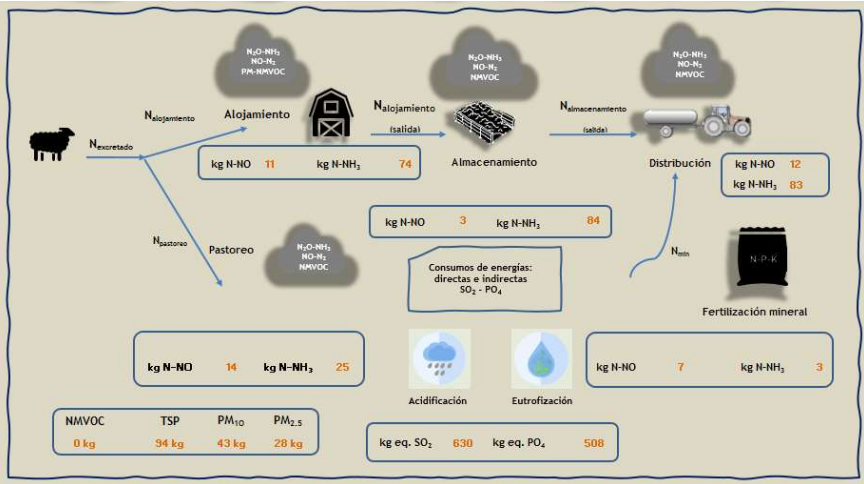 N₂O-NH₃
NO-N₂
PM-NMVOC
N₂O-NH₃
NO-N₂
NMVOC
N₂O-NH₃
NO-N₂
NMVOC
Nalojamiento
Alojamiento
Nalojamiento
(salida)
Nalmacenamiento
(salida)
Nexcretado
Almacenamiento
Distribución
kg N-NO 11 kg N-NH₃ 74
kg N-NO 12
kg N-NH₃ 83
kg N-NO 3 kg N-NH₃ 84
Npastoreo
Pastoreo
N₂O-NH₃
NO-N₂
NMVOC
Consumos de energías:
directas e indirectas
SO₂ - PO₄
Nmin
N-P-K
Fertilización mineral
kg N-NO 14 kg N-NH₃ 25
kg N-NO 7 kg N-NH₃ 3
Acidificación
Eutrofización
NMVOC TSP PM₁₀ PM₂.₅
0 kg 94 kg 43 kg 28 kg
kg eq. SO₂ 630 kg eq. PO₄ 508